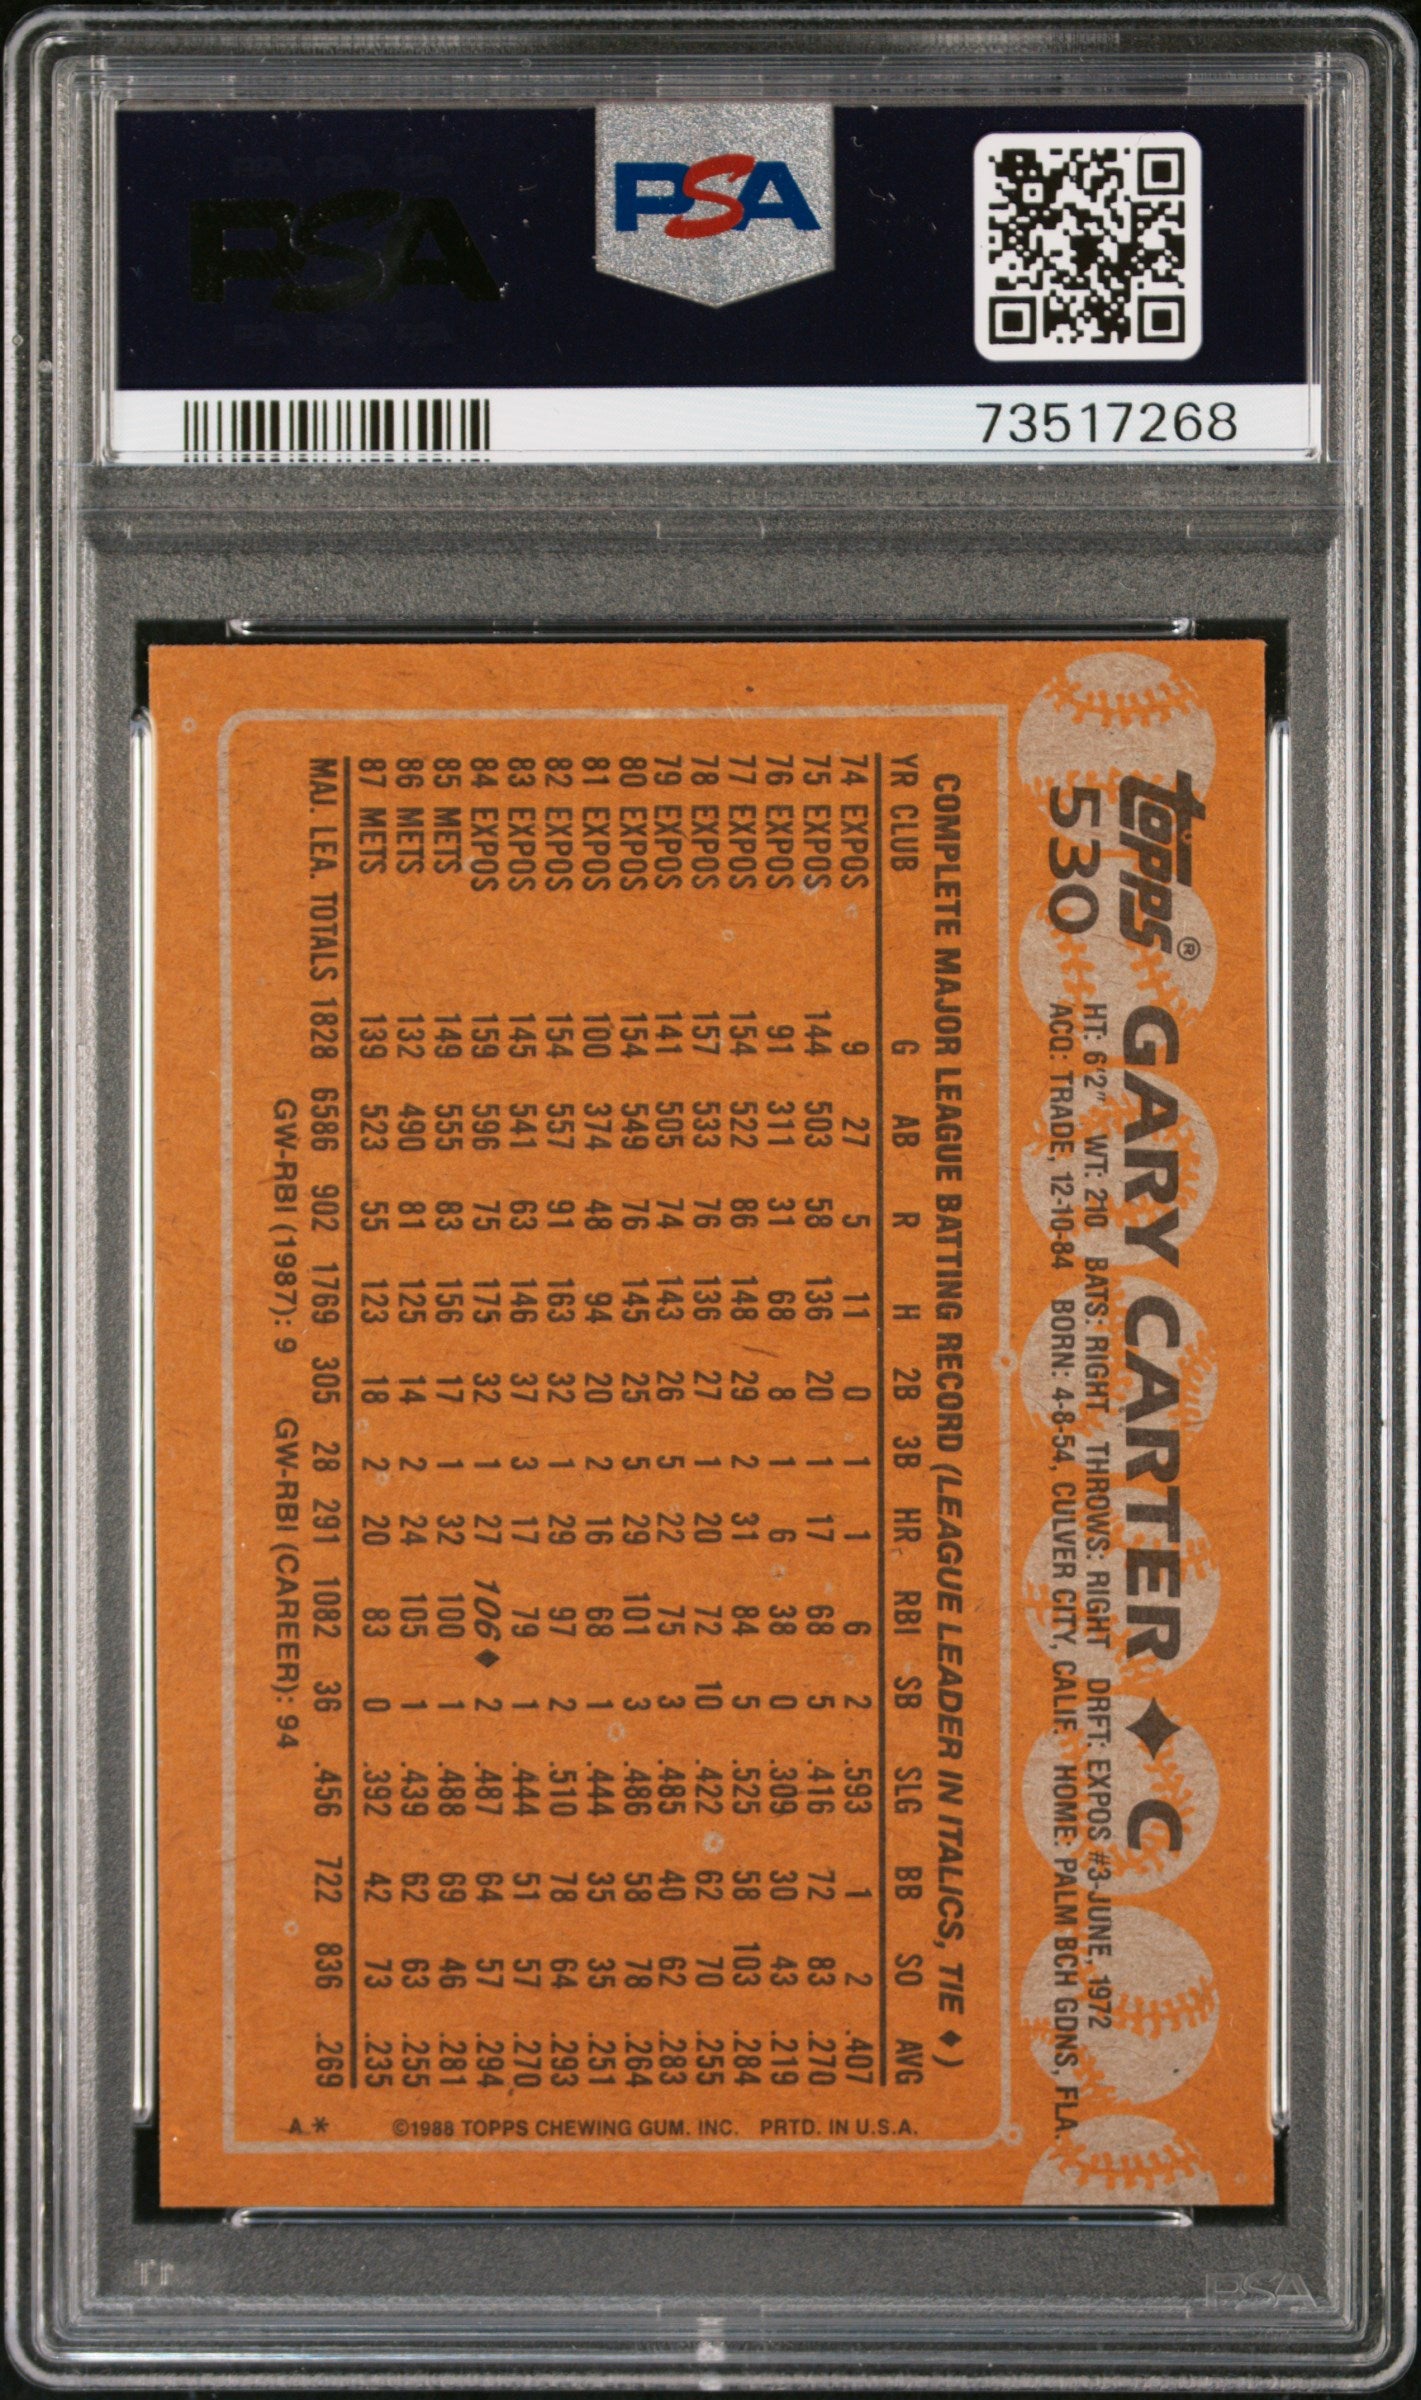 PSA
PSA
73517268
topps®
530
GARY CARTER ♦ C
HT: 6'2" WT: 210 BATS: RIGHT THROWS: RIGHT DRFT: EXPOS #3-JUNE, 1972
ACQ: TRADE, 12-10-84 BORN: 4-8-54, CULVER CITY, CALIF. HOME: PALM BCH GDNS, FLA.
COMPLETE MAJOR LEAGUE BATTING RECORD (LEAGUE LEADER IN ITALICS, TIE ♦)
YR CLUB G AB R H 2B 3B HR RBI SB SLG BB SO AVG
74 EXPOS 9 27 5 11 0 1 1 6 2 .593 1 2 .407
75 EXPOS 144 503 58 136 20 1 17 68 5 .416 72 83 .270
76 EXPOS 91 311 31 68 8 1 6 38 0 .309 30 43 .219
77 EXPOS 154 522 86 148 29 2 31 84 5 .525 58 103 .284
78 EXPOS 157 533 76 136 27 1 20 72 10 .422 62 70 .255
79 EXPOS 141 505 74 143 26 5 22 75 3 .485 40 62 .283
80 EXPOS 154 549 76 145 25 5 29 101 3 .486 58 78 .264
81 EXPOS 100 374 48 94 20 2 16 68 1 .444 35 35 .251
82 EXPOS 154 557 91 163 32 1 29 97 2 .510 78 64 .293
83 EXPOS 145 541 63 146 37 3 17 79 1 .444 51 57 .270
84 EXPOS 159 596 75 175 32 1 27 106♦ 2 .487 64 57 .294
85 METS 149 555 83 156 17 1 32 100 1 .488 69 46 .281
86 METS 132 490 81 125 14 2 24 105 1 .439 62 63 .255
87 METS 139 523 55 123 18 2 20 83 0 .392 42 73 .235
MAJ. LEA. TOTALS 1828 6586 902 1769 305 28 291 1082 36 .456 722 836 .269
GW-RBI (1987): 9 GW-RBI (CAREER): 94
©1988 TOPPS CHEWING GUM. INC. PRTD. IN U.S.A.
A *
PSA